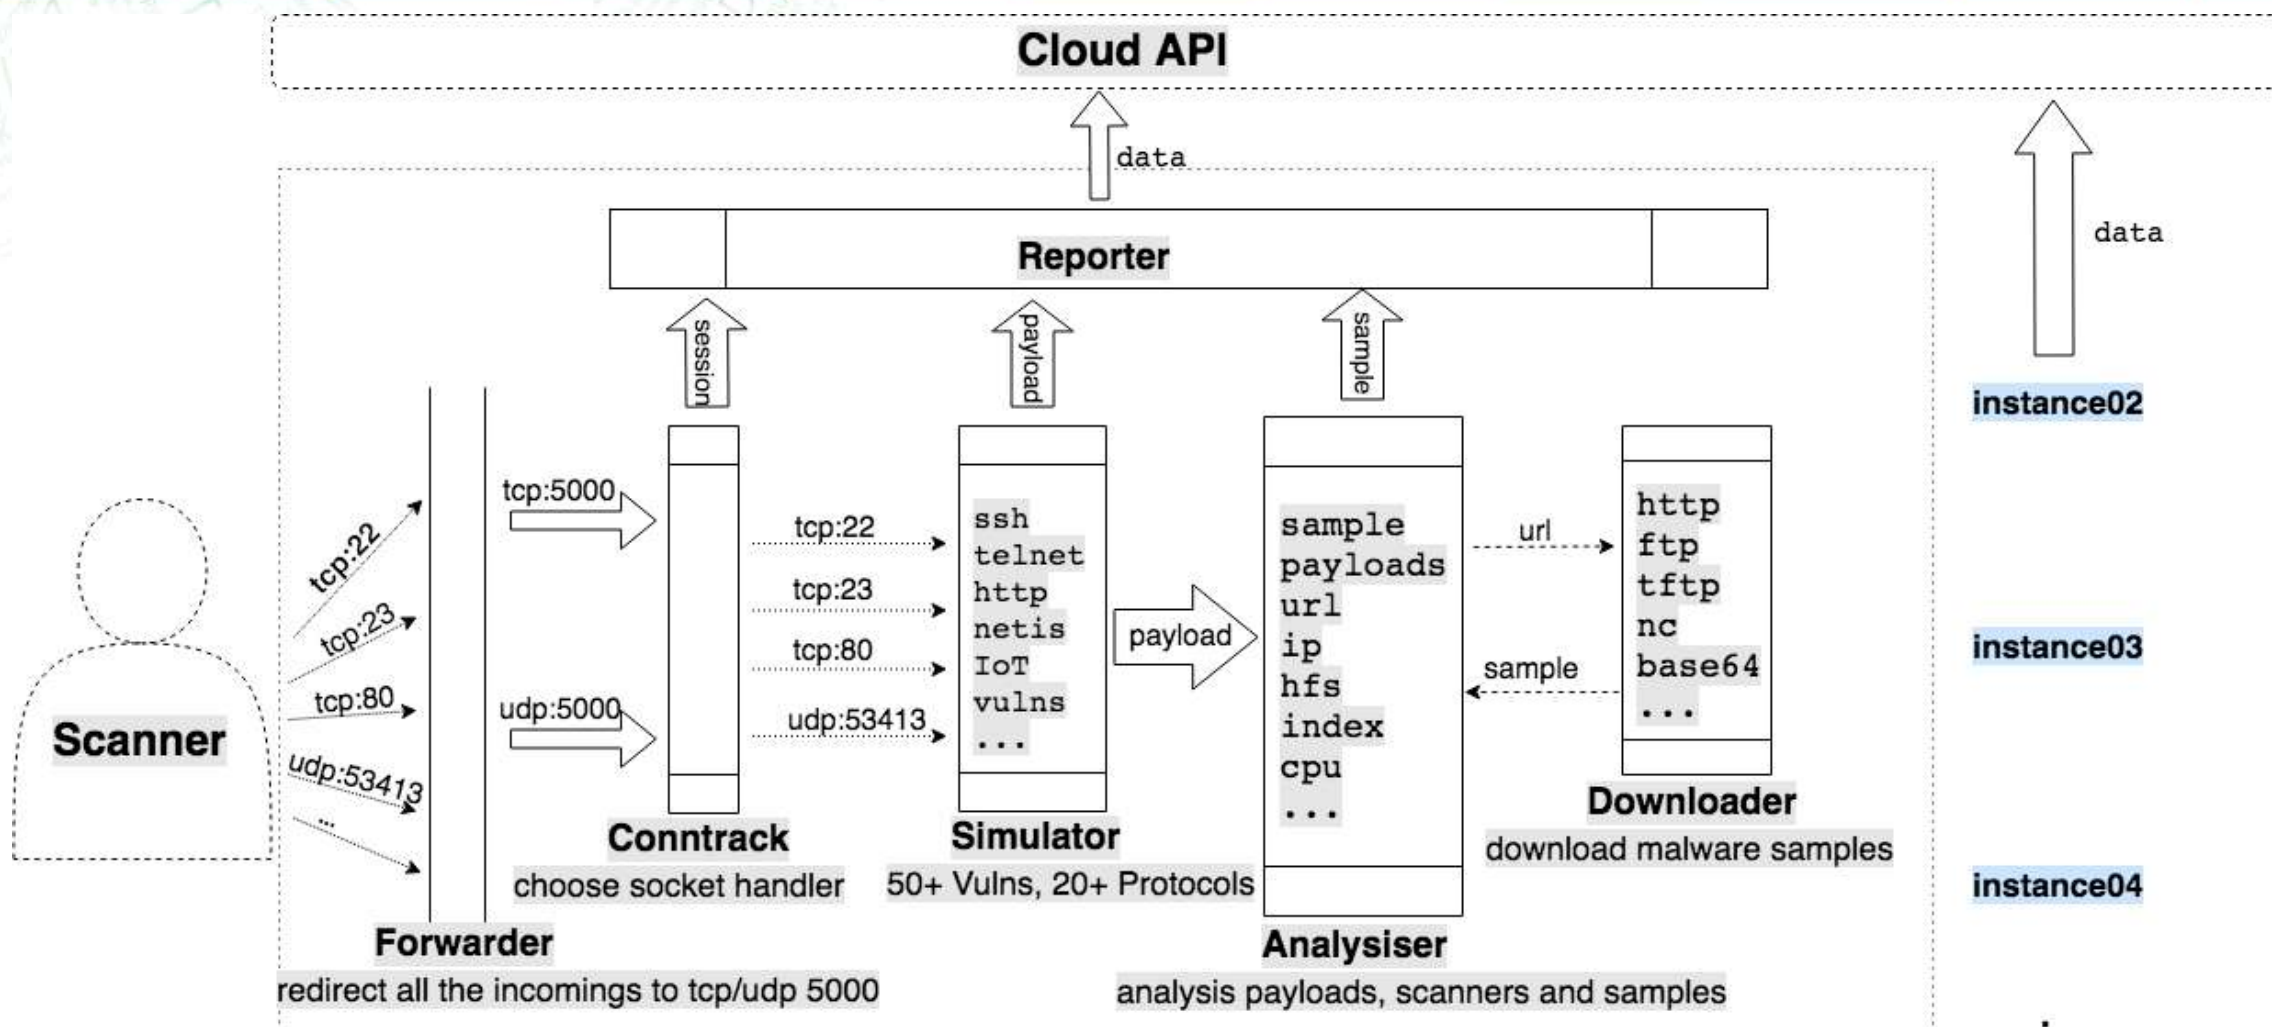 Cloud API
data
data
Reporter
session
payload
sample
instance02
instance03
instance04
Scanner
tcp:22
tcp:23
tcp:80
udp:53413
...
tcp:5000
udp:5000
Forwarder
redirect all the incomings to tcp/udp 5000
Conntrack
choose socket handler
tcp:22
tcp:23
tcp:80
udp:53413
ssh
telnet
http
netis
IoT
vulns
...
Simulator
50+ Vulns, 20+ Protocols
payload
sample
payloads
url
ip
hfs
index
cpu
...
Analysiser
analysis payloads, scanners and samples
url
sample
http
ftp
tftp
nc
base64
...
Downloader
download malware samples